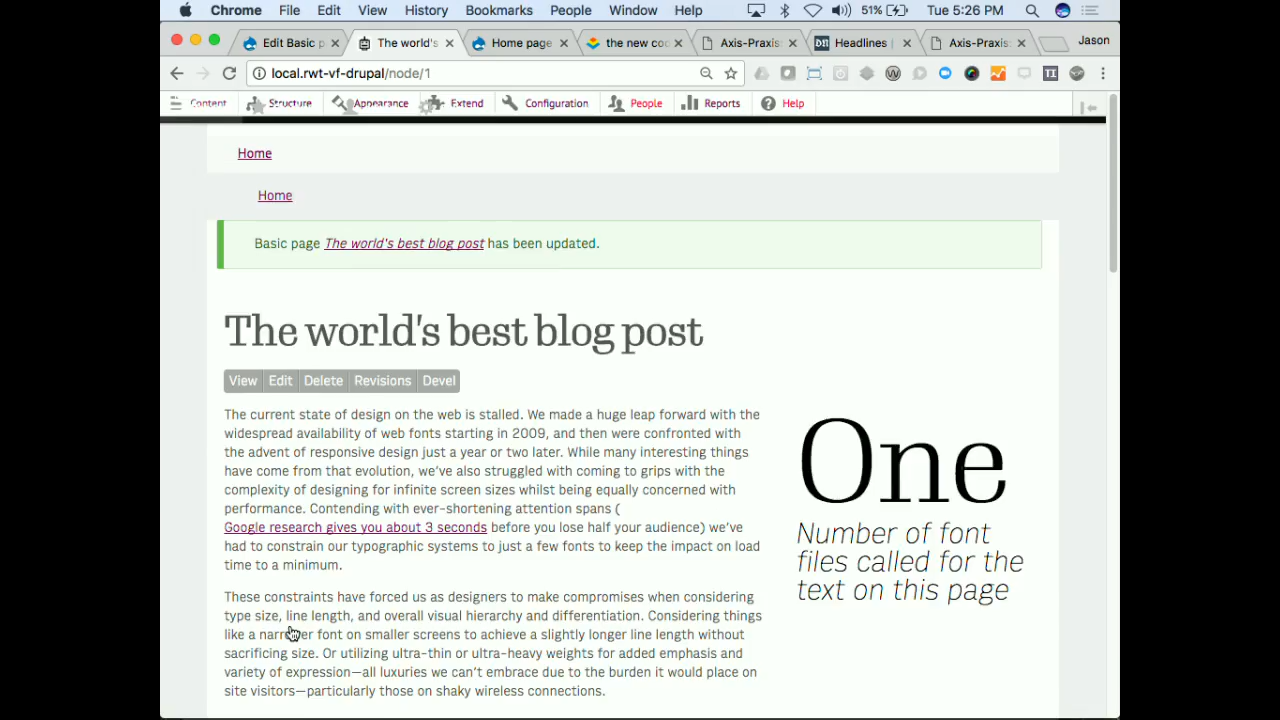 Chrome File Edit View History Bookmarks People Window Help 51% Tue 5:26 PM
Edit Basic p The world's Home page the new coo Axis-Praxis Headlines Axis-Praxis Jason
local.rwt-vf-drupal/node/1
Content Structure Appearance Extend Configuration People Reports Help
Home
Home
Basic page The world's best blog post has been updated.
The world's best blog post
View Edit Delete Revisions Devel
The current state of design on the web is stalled. We made a huge leap forward with the
widespread availability of web fonts starting in 2009, and then were confronted with
the advent of responsive design just a year or two later. While many interesting things
have come from that evolution, we've also struggled with coming to grips with the
complexity of designing for infinite screen sizes whilst being equally concerned with
performance. Contending with ever-shortening attention spans (
Google research gives you about 3 seconds before you lose half your audience) we've
had to constrain our typographic systems to just a few fonts to keep the impact on load
time to a minimum.
These constraints have forced us as designers to make compromises when considering
type size, line length, and overall visual hierarchy and differentiation. Considering things
like a narrower font on smaller screens to achieve a slightly longer line length without
sacrificing size. Or utilizing ultra-thin or ultra-heavy weights for added emphasis and
variety of expression—all luxuries we can't embrace due to the burden it would place on
site visitors—particularly those on shaky wireless connections.
One
Number of font
files called for the
text on this page